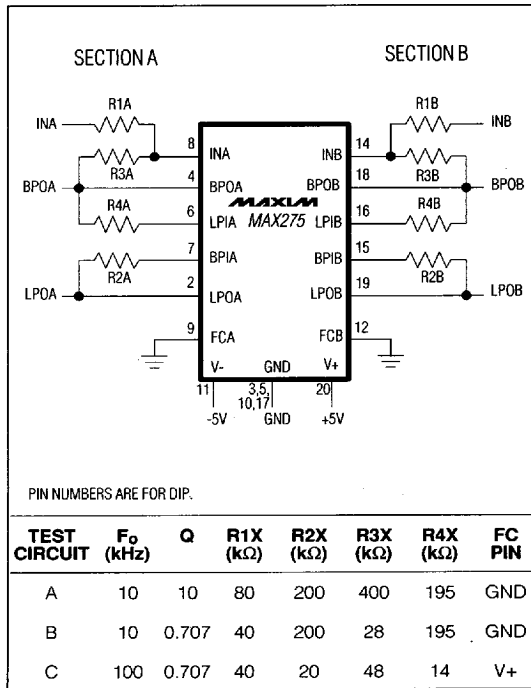 SECTION A
SECTION B
R1A
R1B
INA
INB
8
14
INA
INB
R3A
R3B
4
18
BPOA
BPOA
BPOB
BPOB
MAXIM
MAX275
R4A
R4B
6
16
LPIA
LPIB
7
15
BPIA
BPIB
R2A
R2B
2
19
LPOA
LPOA
LPOB
LPOB
9
12
FCA
FCB
V- GND V+
11
3,5,
10,17
20
-5V GND +5V
PIN NUMBERS ARE FOR DIP.
TEST CIRCUIT Fo (kHz) Q R1X (kΩ) R2X (kΩ) R3X (kΩ) R4X (kΩ) FC PIN
A 10 10 80 200 400 195 GND
B 10 0.707 40 200 28 195 GND
C 100 0.707 40 20 48 14 V+